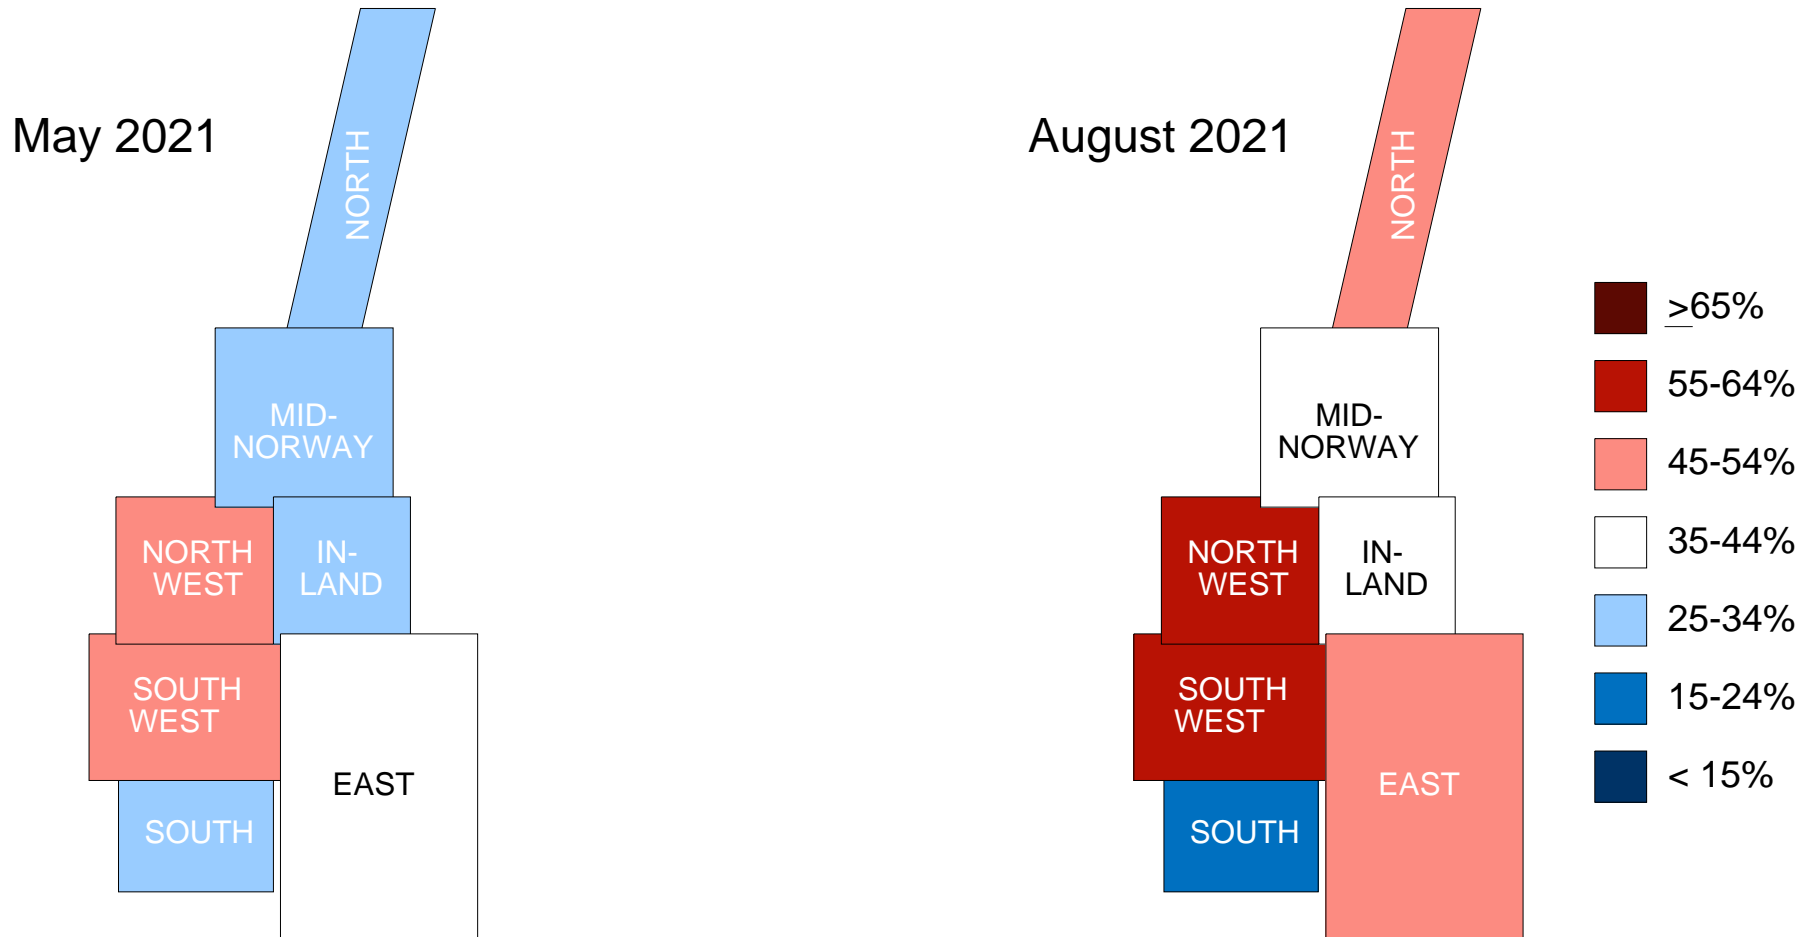 May 2021
NORTH
MID-
NORWAY
NORTH
WEST
IN-
LAND
SOUTH
WEST
EAST
SOUTH
August 2021
NORTH
MID-
NORWAY
NORTH
WEST
IN-
LAND
SOUTH
WEST
EAST
SOUTH
≥65%
55-64%
45-54%
35-44%
25-34%
15-24%
< 15%